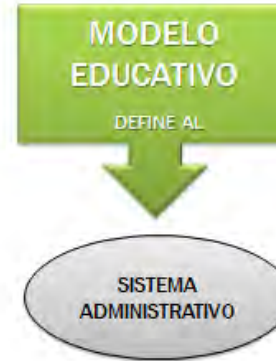 MODELO
EDUCATIVO
DEFINE AL
SISTEMA
ADMINISTRATIVO